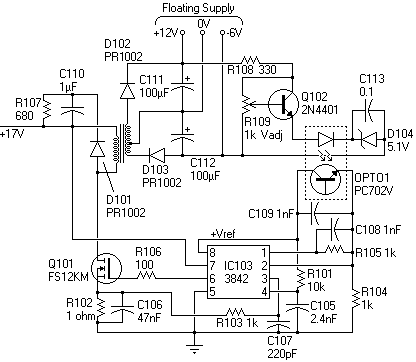 Floating Supply
+12V
0V
-6V
D102
PR1002
C110
1µF
C111
100µF
R108 330
Q102
2N4401
C113
0.1
R107
680
+17V
R109
1k Vadj
D104
5.1V
D103
PR1002
C112
100µF
D101
PR1002
OPTO1
PC702V
C109 1nF
C108 1nF
+Vref
Q101
FS12KM
R106
100
8
7
6
5
IC103
3842
1
2
3
4
R105 1k
R101
10k
R104
1k
R102
1 ohm
C106
47nF
R103 1k
C105
2.4nF
C107
220pF